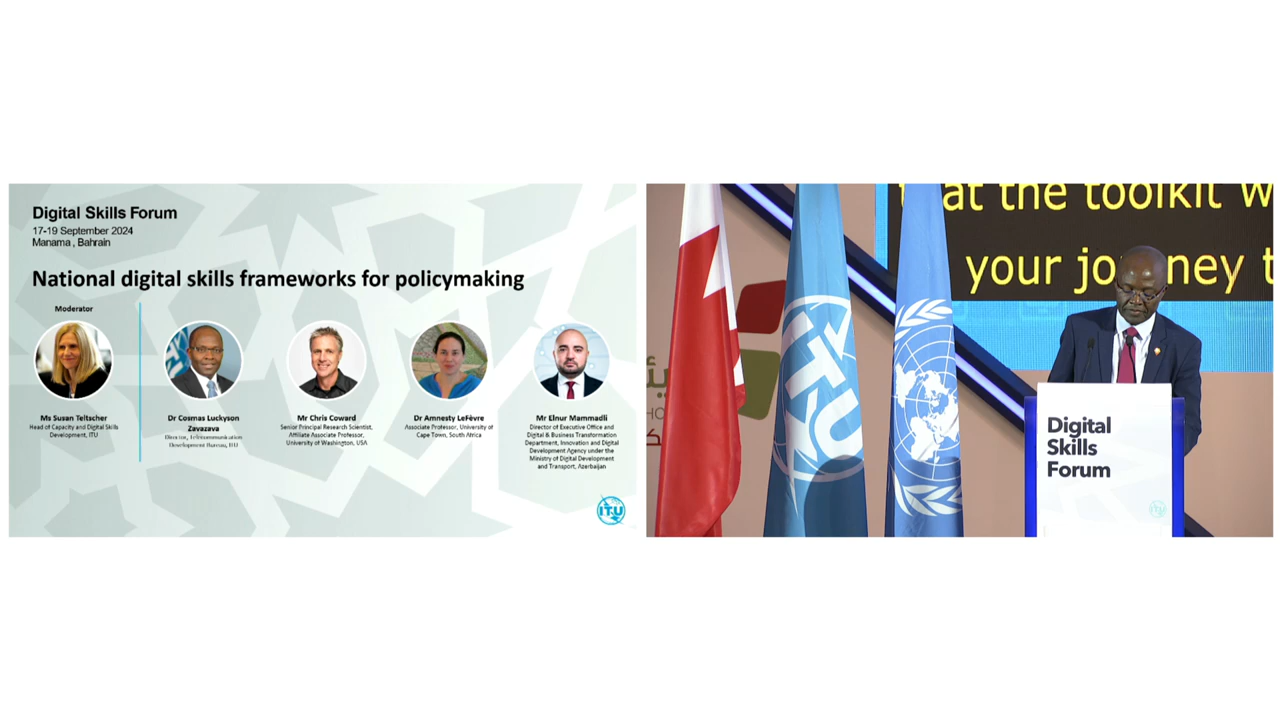 Digital Skills Forum
17-19 September 2024
Manama , Bahrain
National digital skills frameworks for policymaking
Moderator
Ms Susan Teltscher
Head of Capacity and Digital Skills
Development, ITU
Dr Cosmas Luckyson
Zavazava
Director, Telecommunication
Development Bureau, ITU
Mr Chris Coward
Senior Principal Research Scientist,
Affiliate Associate Professor,
University of Washington, USA
Dr Amnesty LeFèvre
Associate Professor, University of
Cape Town, South Africa
Mr Elnur Mammadli
Director of Executive Office and
Digital & Business Transformation
Department, Innovation and Digital
Development Agency under the
Ministry of Digital Development
and Transport, Azerbaijan
ITU
that the toolkit
your
ITU
Digital
Skills
Forum